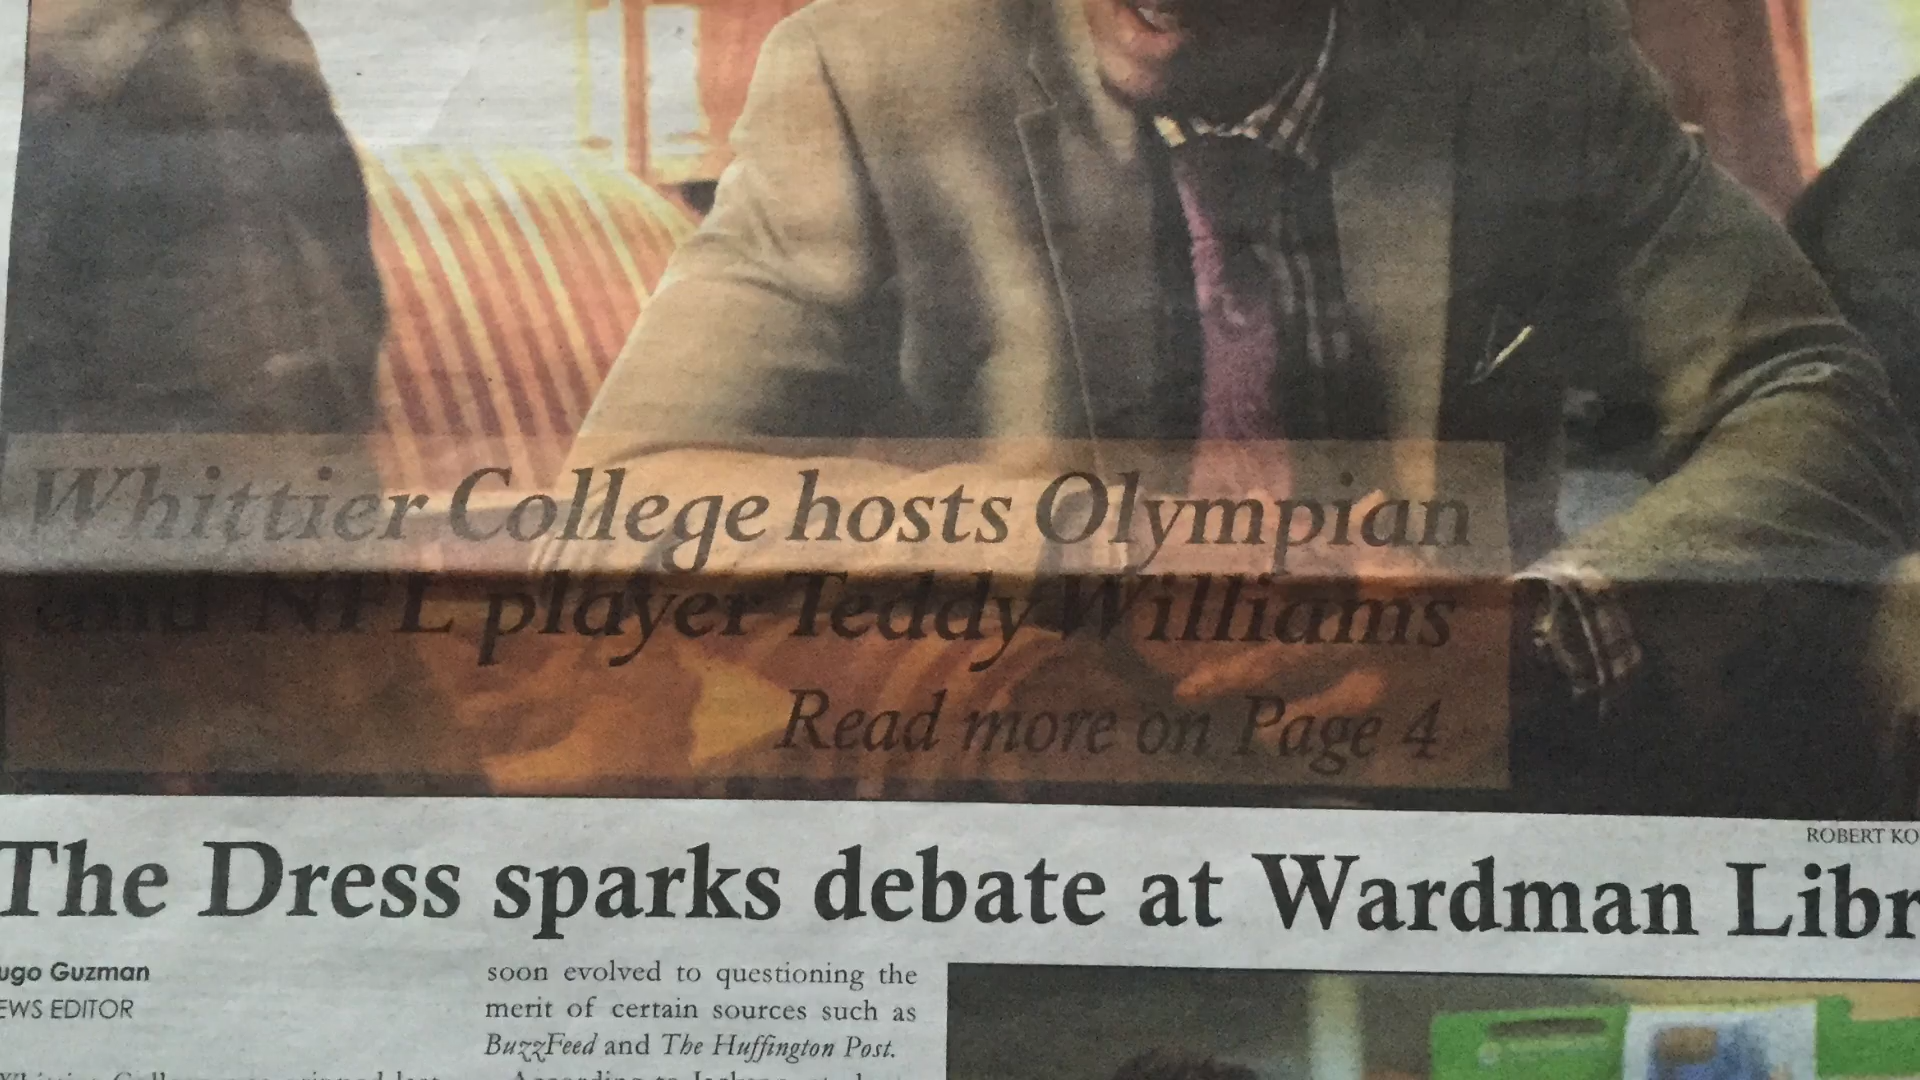 Whittier College hosts Olympian
and NFL player Teddy Williams
Read more on Page 4
ROBERT KO
The Dress sparks debate at Wardman Libr
ugo Guzman
EWS EDITOR
soon evolved to questioning the
merit of certain sources such as
BuzzFeed and The Huffington Post.